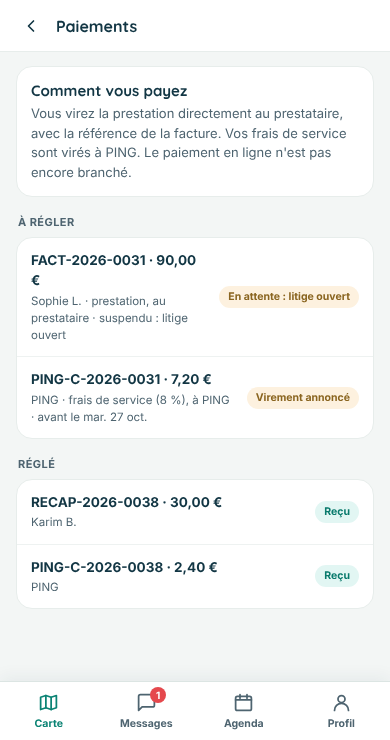 Paiements
Comment vous payez
Vous virez la prestation directement au prestataire,
avec la référence de la facture. Vos frais de service
sont virés à PING. Le paiement en ligne n'est pas
encore branché.
À RÉGLER
FACT-2026-0031 · 90,00
€
Sophie L. · prestation, au
prestataire · suspendu : litige
ouvert
En attente : litige ouvert
PING-C-2026-0031 · 7,20 €
PING · frais de service (8 %), à PING
· avant le mar. 27 oct.
Virement annoncé
RÉGLÉ
RECAP-2026-0038 · 30,00 €
Karim B.
Reçu
PING-C-2026-0038 · 2,40 €
PING
Reçu
1
Carte
Messages
Agenda
Profil